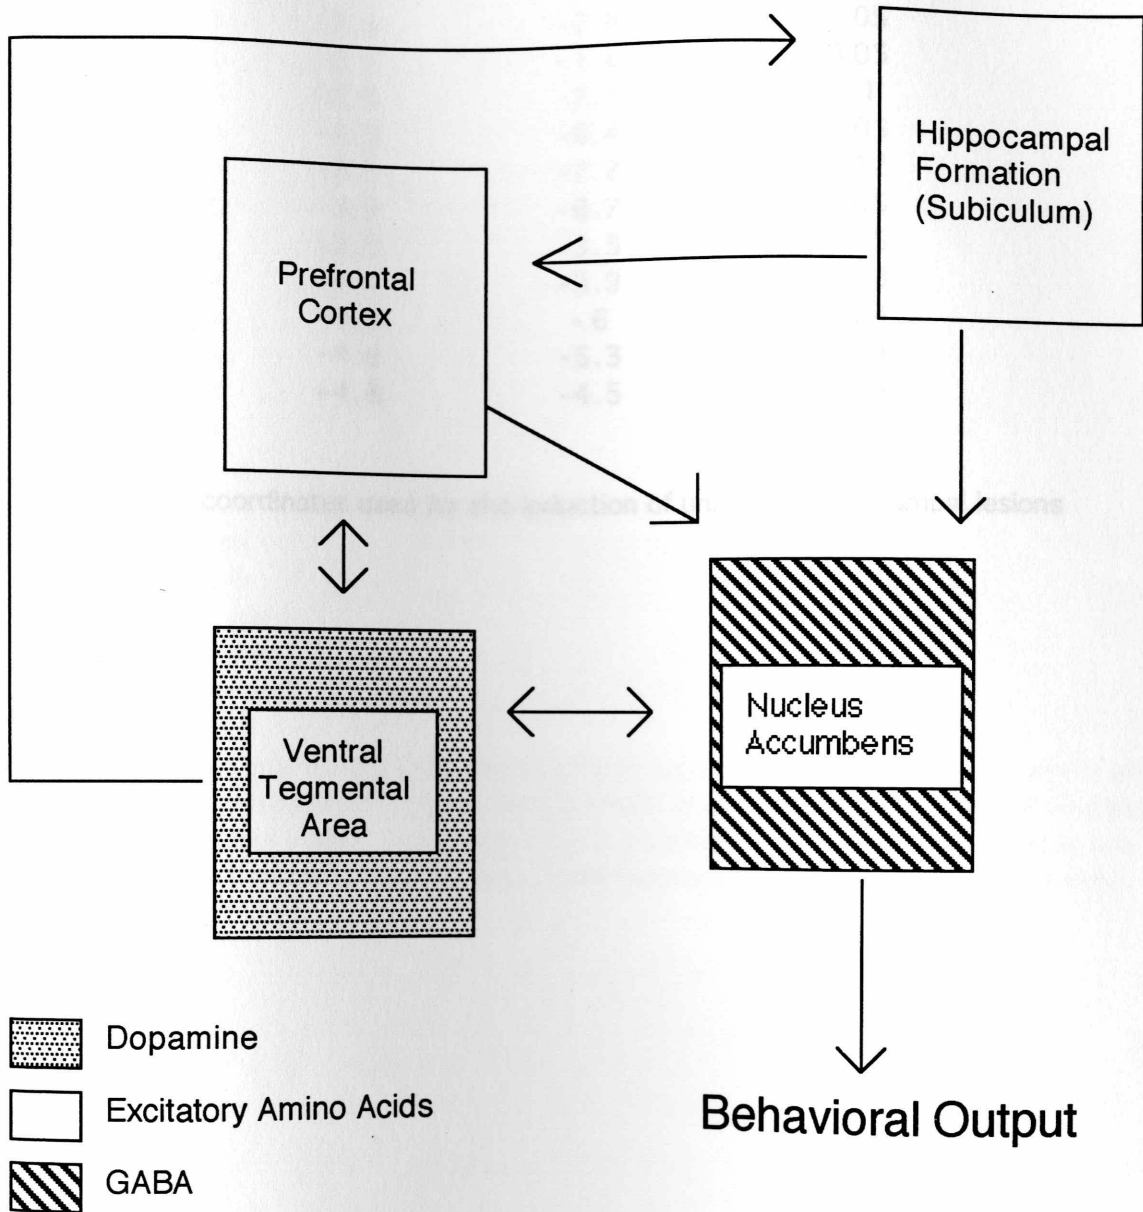 Hippocampal
Formation
(Subiculum)
Prefrontal
Cortex
Nucleus
Accumbens
Ventral
Tegmental
Area
Dopamine
Excitatory Amino Acids
GABA
Behavioral Output